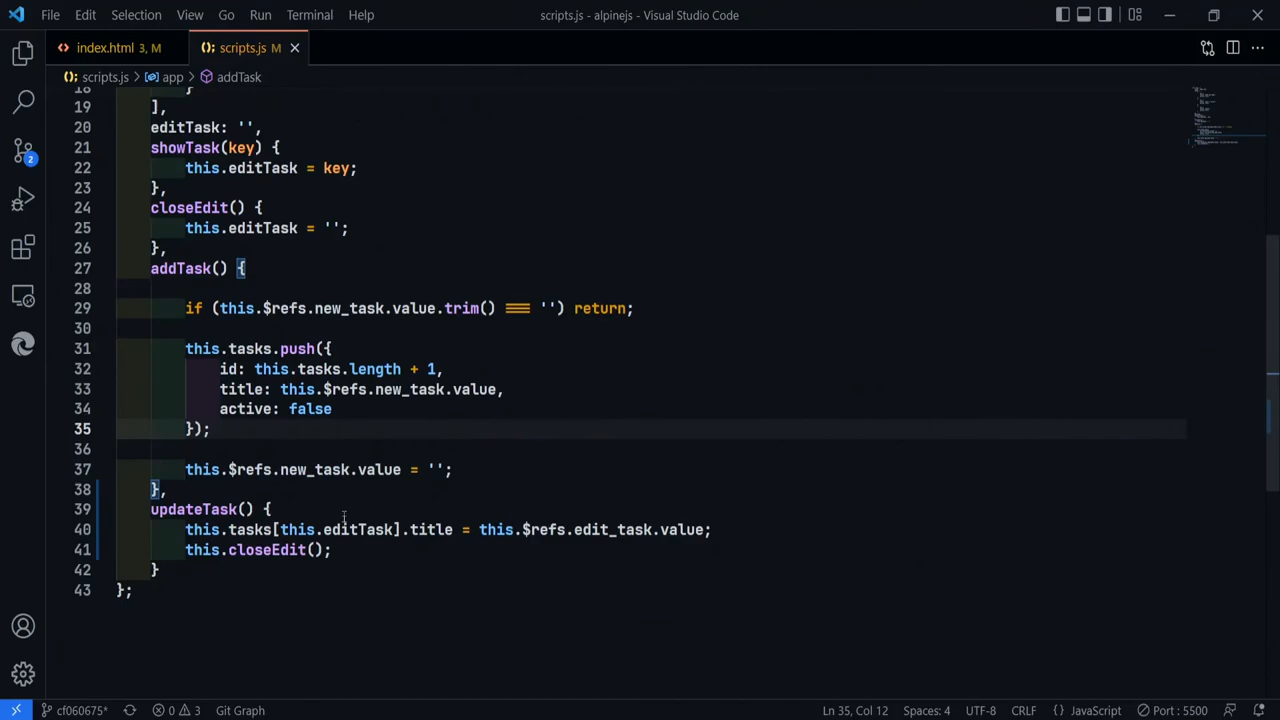 File Edit Selection View Go Run Terminal Help
scripts.js - alpinejs - Visual Studio Code
index.html 3, M
scripts.js M
scripts.js > app > addTask
18 }
19 ],
20 editTask: '',
21 showTask(key) {
22 this.editTask = key;
23 },
24 closeEdit() {
25 this.editTask = '';
26 },
27 addTask() {
28
29 if (this.$refs.new_task.value.trim() === '') return;
30
31 this.tasks.push({
32 id: this.tasks.length + 1,
33 title: this.$refs.new_task.value,
34 active: false
35 });
36
37 this.$refs.new_task.value = '';
38 },
39 updateTask() {
40 this.tasks[this.editTask].title = this.$refs.edit_task.value;
41 this.closeEdit();
42 }
43 };
2
cf060675* 0 3 Git Graph
Ln 35, Col 12 Spaces: 4 UTF-8 CRLF {} JavaScript Port : 5500